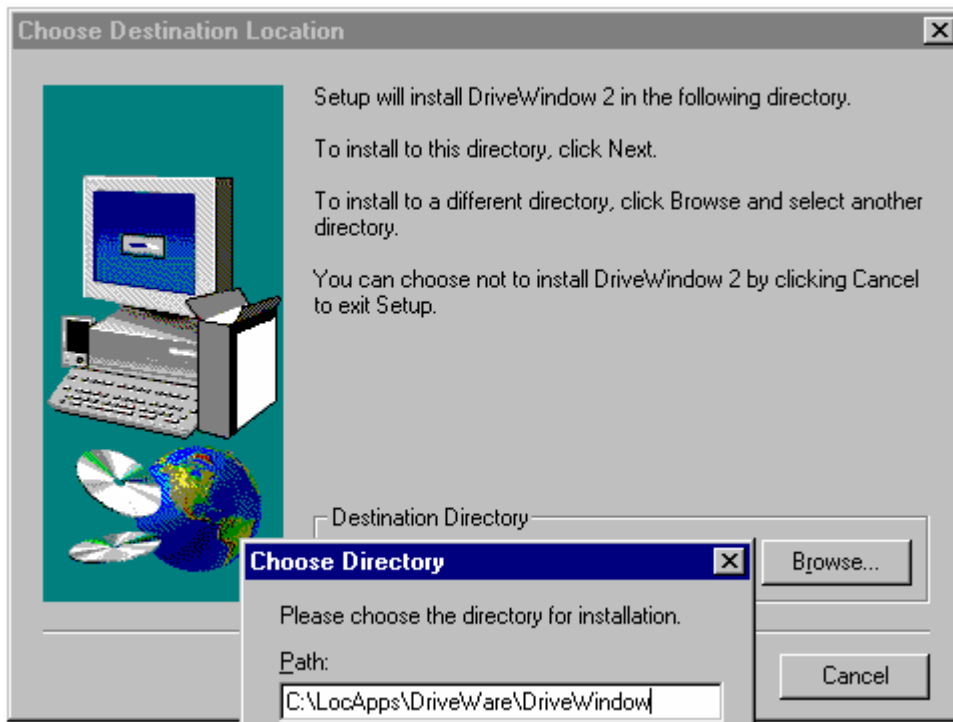 Choose Destination Location
Setup will install DriveWindow 2 in the following directory.
To install to this directory, click Next.
To install to a different directory, click Browse and select another
directory.
You can choose not to install DriveWindow 2 by clicking Cancel
to exit Setup.
Destination Directory
Browse...
Choose Directory
Please choose the directory for installation.
Path:
C:\LocApps\DriveWare\DriveWindow
Cancel